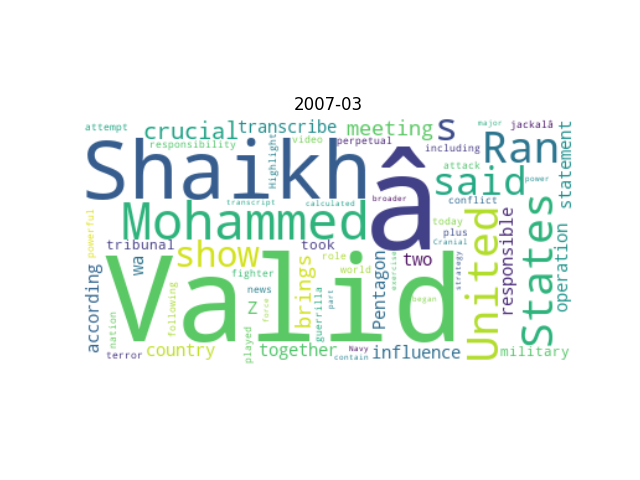 2007-03
attempt
crucial
transcribe
meeting
s
major
jackalâ
responsibility
Highlight
video
perpetual
including
Ran
statement
Shaikh
â
attack
said
power
powerful
transcript
calculated
broader
conflict
Mohammed
United
States
responsible
operation
tribunal
show
took
two
today
plus
Cranial
according
wa
brings
Pentagon
exercise
strategy
Valid
fighter
role
world
news
following
Z
force
guerrilla
part
began
nation
played
terror
country
together
Navy
contain
influence
military